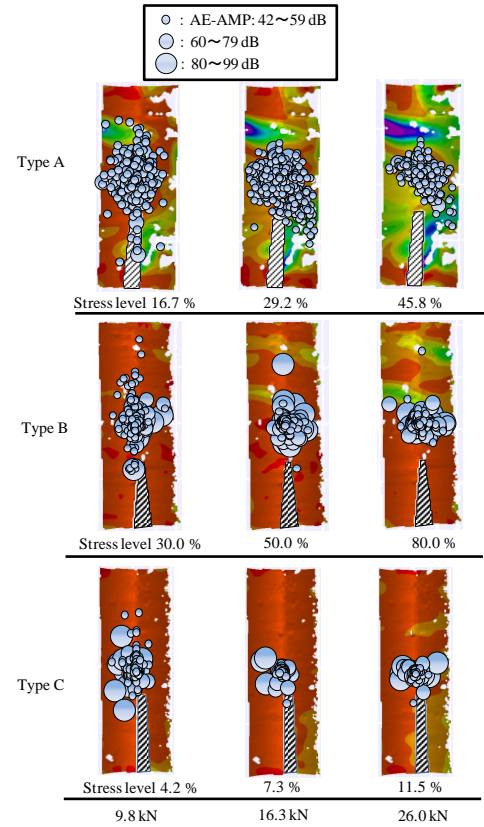 : AE-AMP: 42～59 dB
: 60～79 dB
: 80～99 dB
Type A
Stress level 16.7 %
29.2 %
45.8 %
Type B
Stress level 30.0 %
50.0 %
80.0 %
Type C
Stress level 4.2 %
7.3 %
11.5 %
9.8 kN
16.3 kN
26.0 kN